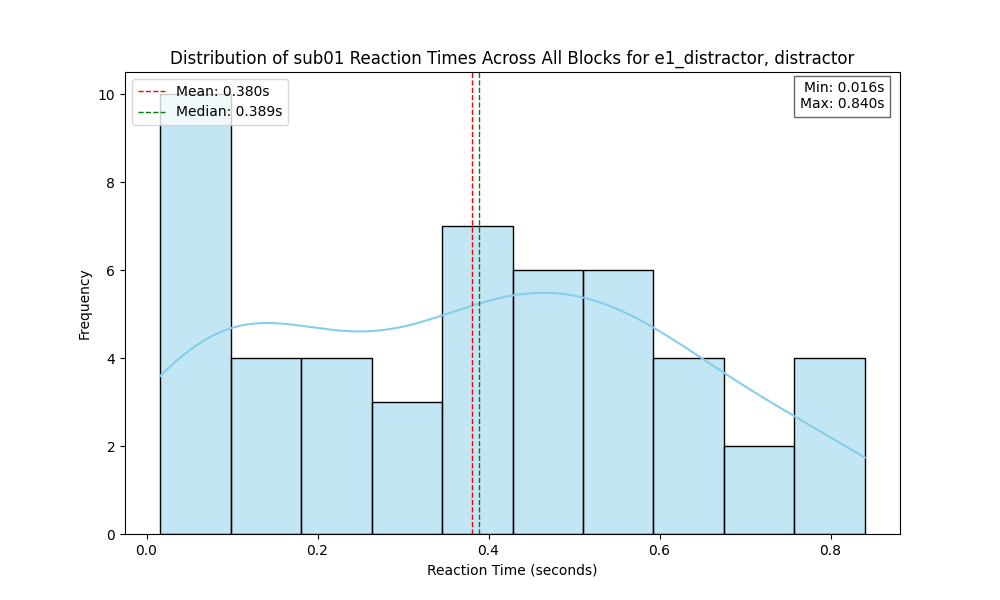 Distribution of sub01 Reaction Times Across All Blocks for e1_distractor, distractor
Mean: 0.380s
Median: 0.389s
Min: 0.016s
Max: 0.840s
Frequency
10
8
6
4
2
0
0.0 0.2 0.4 0.6 0.8
Reaction Time (seconds)